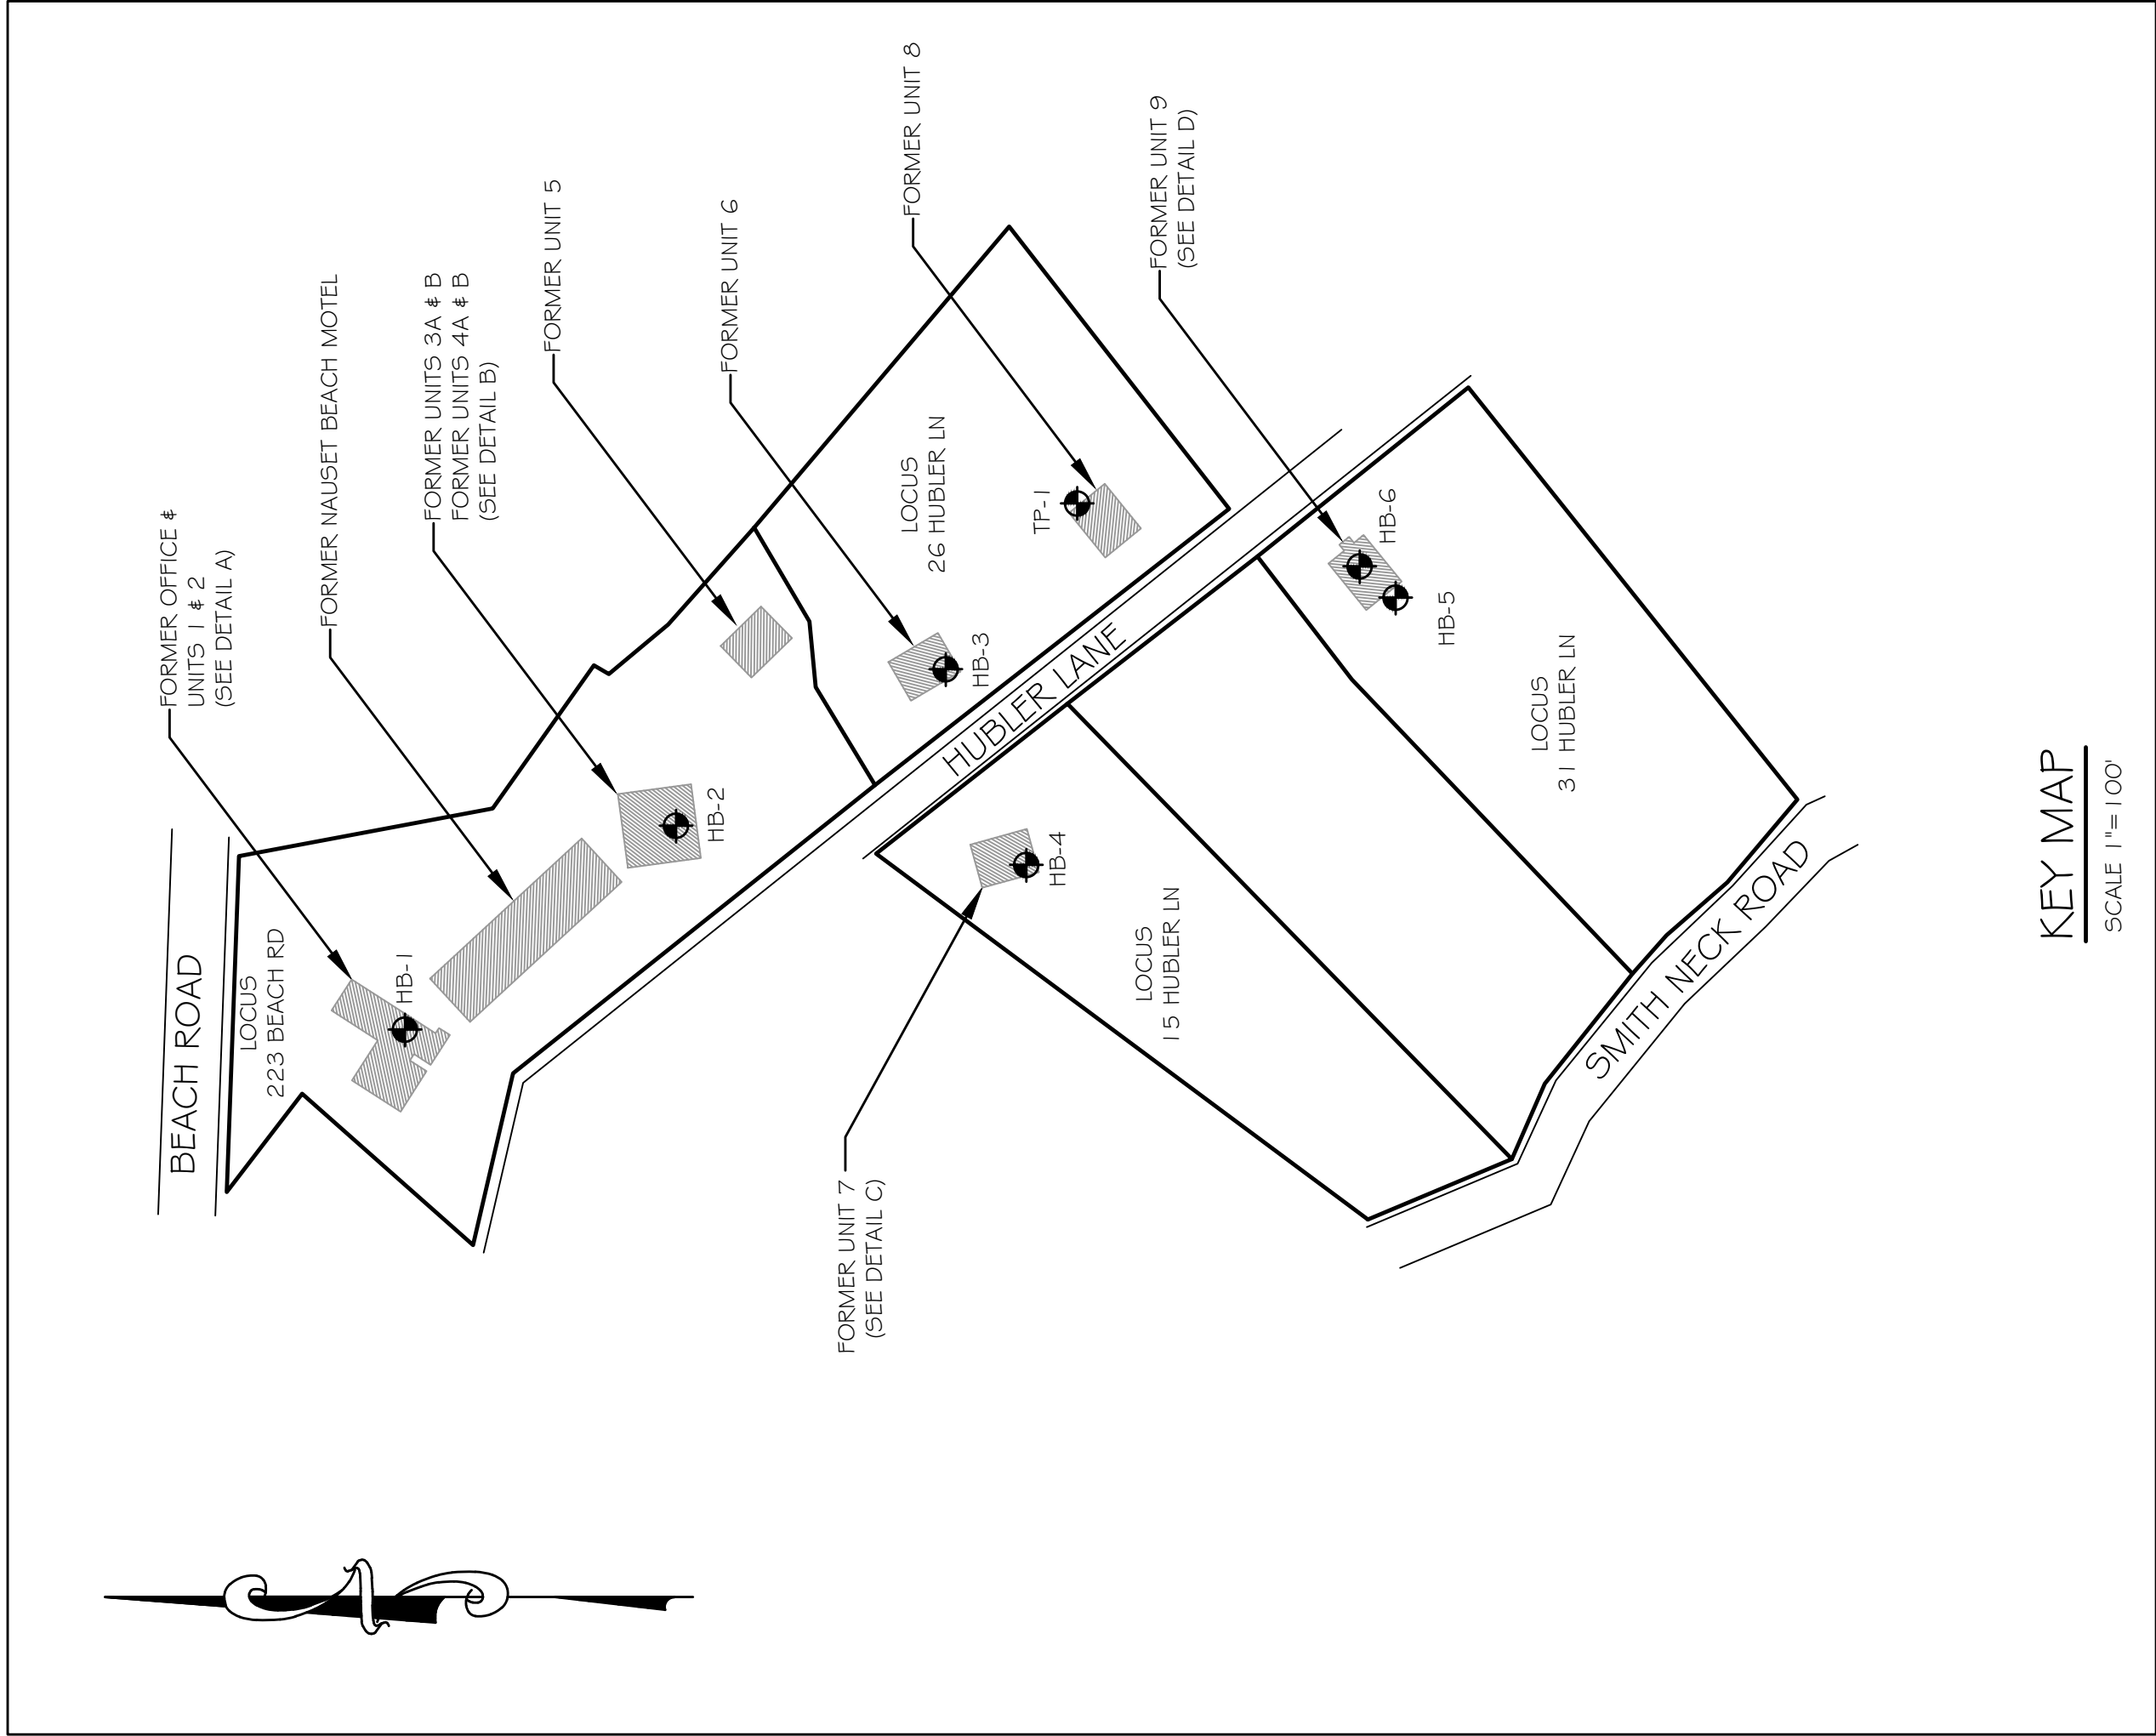 FORMER OFFICE &
UNITS 1 & 2
(SEE DETAIL A)
FORMER NAUSET BEACH MOTEL
FORMER UNITS 3A & B
FORMER UNITS 4A & B
(SEE DETAIL B)
FORMER UNIT 5
FORMER UNIT 6
FORMER UNIT 8
FORMER UNIT 9
(SEE DETAIL D)
BEACH ROAD
LOCUS
223 BEACH RD
HB-1
HB-2
HB-3
LOCUS
26 HUBLER LN
TP-1
HB-6
HB-5
HUBLER LANE
HB-4
LOCUS
15 HUBLER LN
LOCUS
31 HUBLER LN
SMITH NECK ROAD
FORMER UNIT 7
(SEE DETAIL C)
N
KEY MAP
SCALE 1"=100'